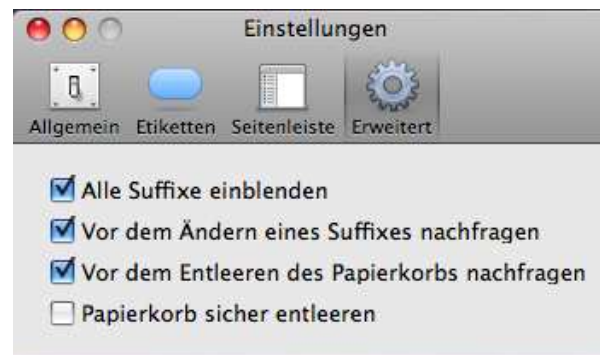 Einstellungen
Allgemein Etiketten Seitenleiste Erweitert
Alle Suffixe einblenden
Vor dem Ändern eines Suffixes nachfragen
Vor dem Entleeren des Papierkorbs nachfragen
Papierkorb sicher entleeren